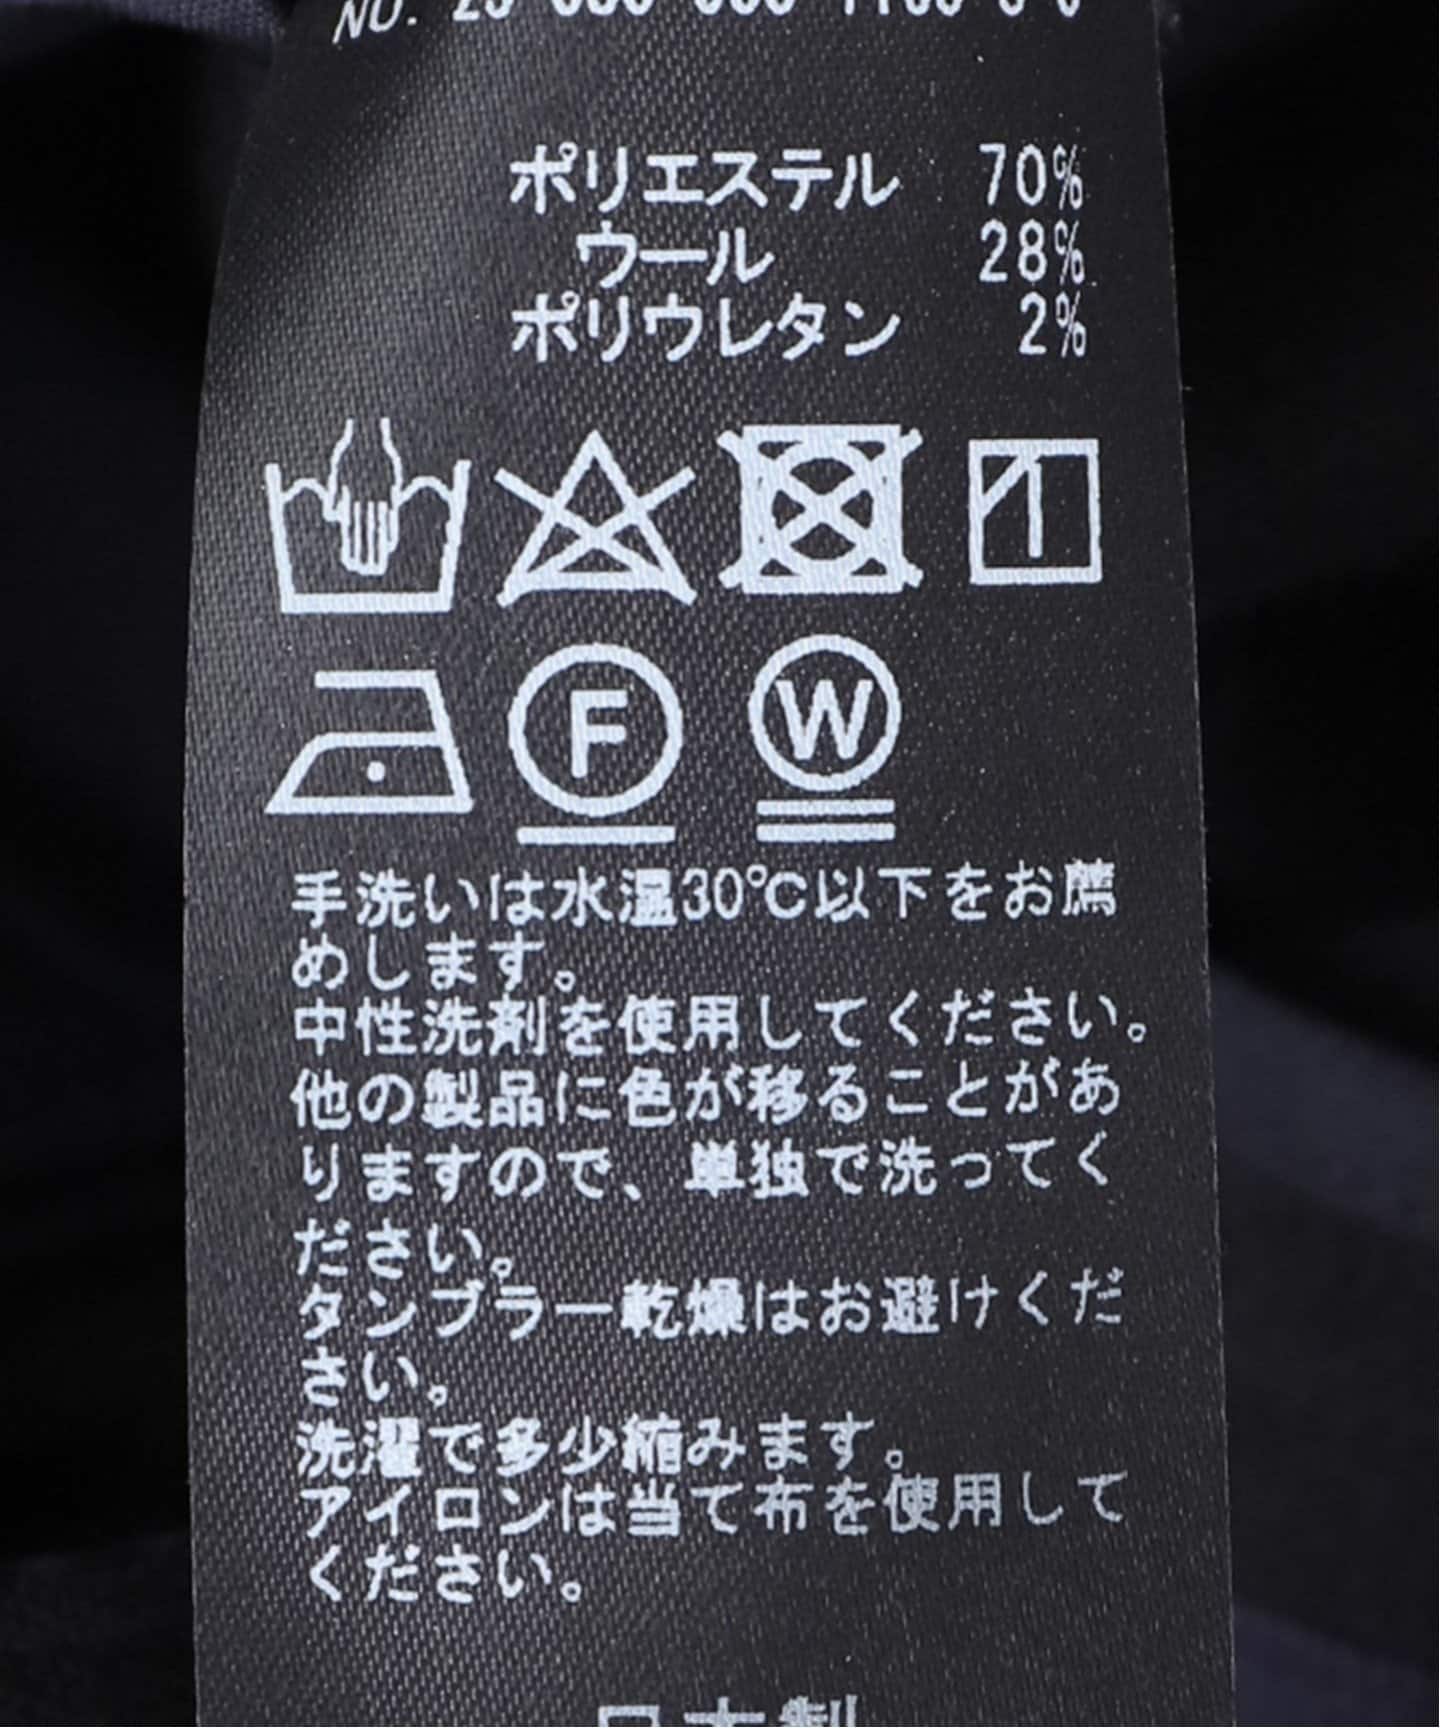 NO.
ポリエステル 70%
ウール 28%
ポリウレタン 2%
F W
手洗いは水温30℃以下をお薦
めします。
中性洗剤を使用してください。
他の製品に色が移ることがあ
りますので、単独で洗ってく
ださい。
タンブラー乾燥はお避けくだ
さい。
洗濯で多少縮みます。
アイロンは当て布を使用して
ください。
日本製